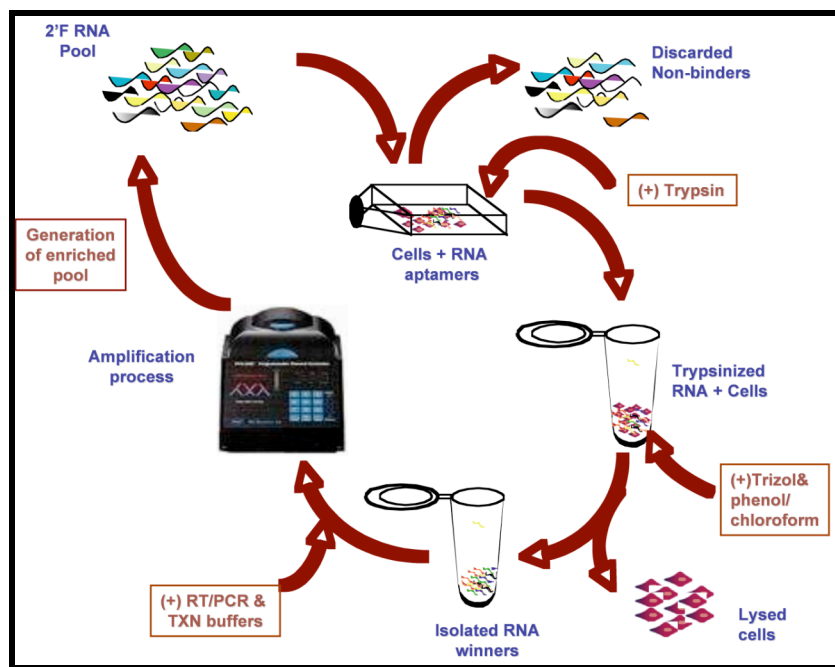 2'F RNA
Pool
Discarded
Non-binders
(+) Trypsin
Cells + RNA
aptamers
Generation
of enriched
pool
Amplification
process
Trypsinized
RNA + Cells
(+)Trizol&
phenol/
chloroform
(+) RT/PCR &
TXN buffers
Isolated RNA
winners
Lysed
cells